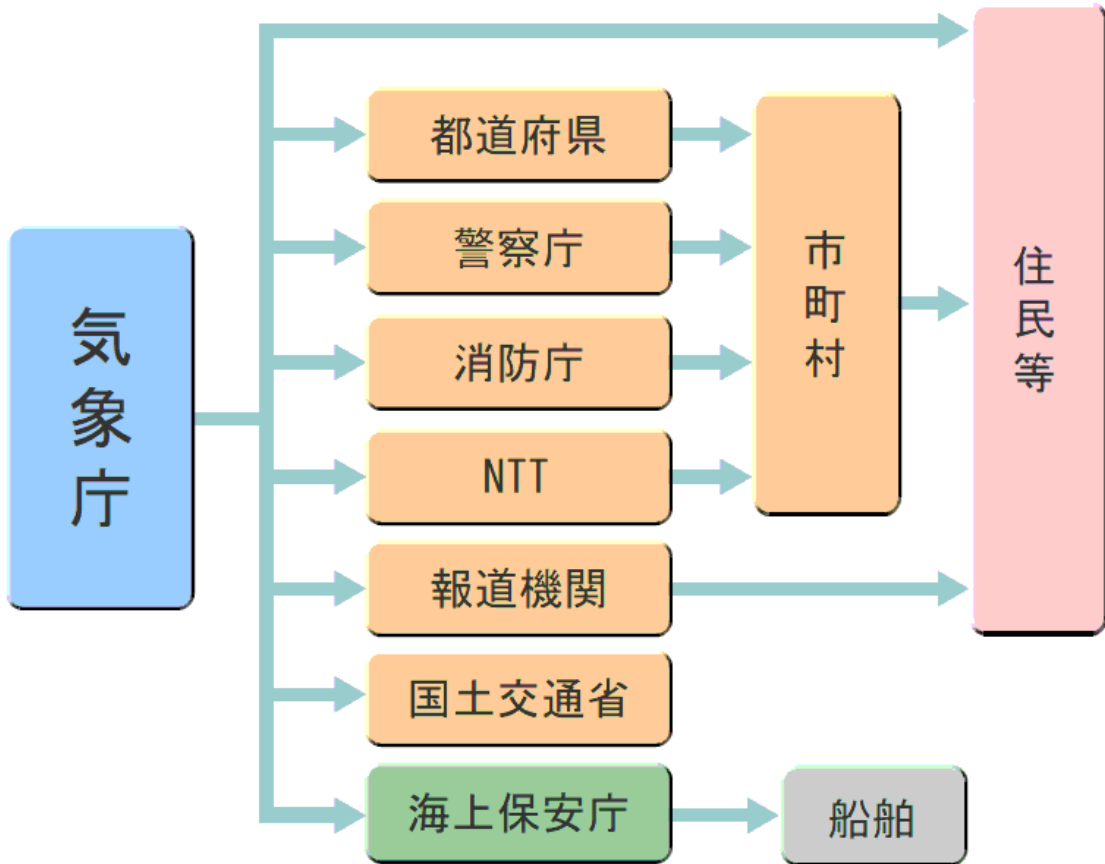 気象庁
都道府県
警察庁
消防庁
NTT
報道機関
国土交通省
海上保安庁
市町村
船舶
住民等